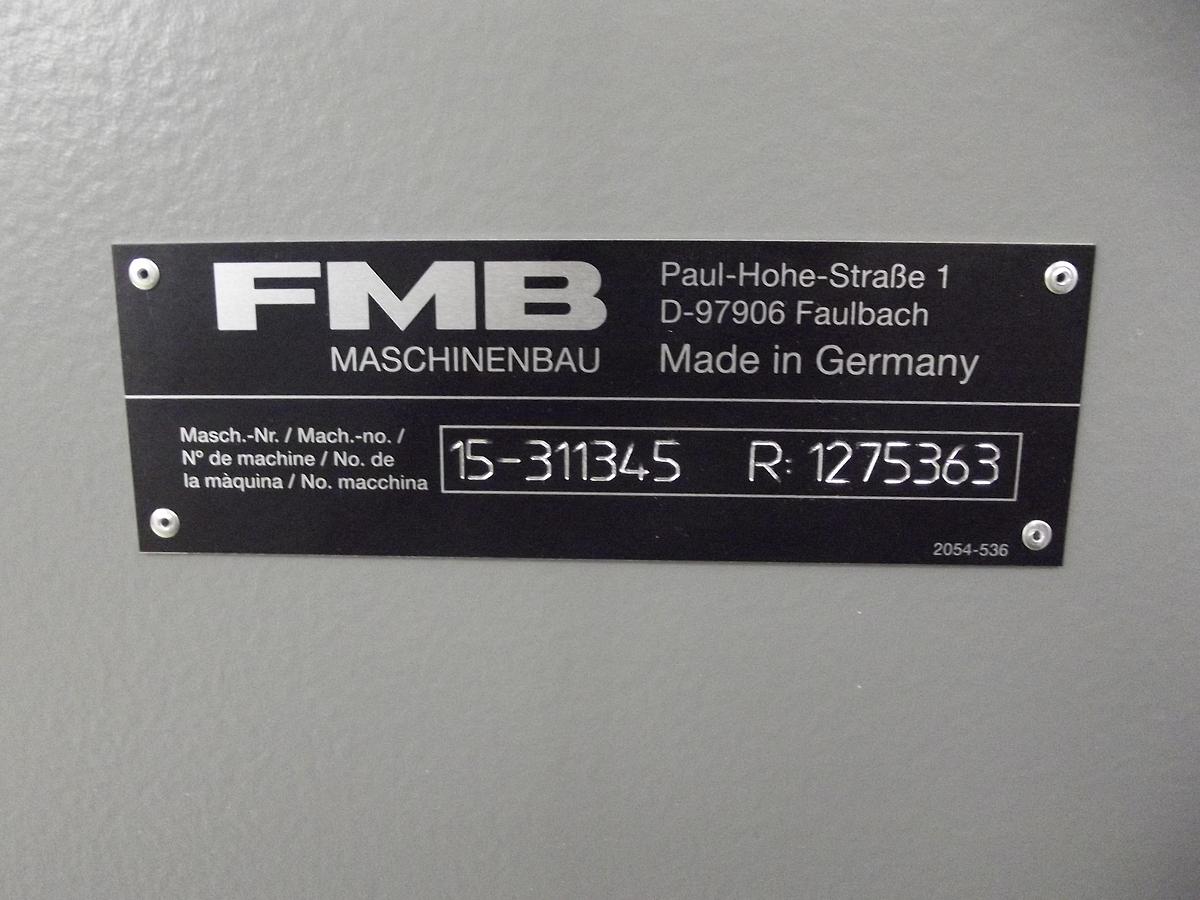 FMB
MASCHINENBAU
Paul-Hohe-Straße 1
D-97906 Faulbach
Made in Germany
Masch.-Nr. / Mach.-no. /
Nº de machine / No. de
la màquina / No. macchina
15-311345 R: 1275363
2054-536